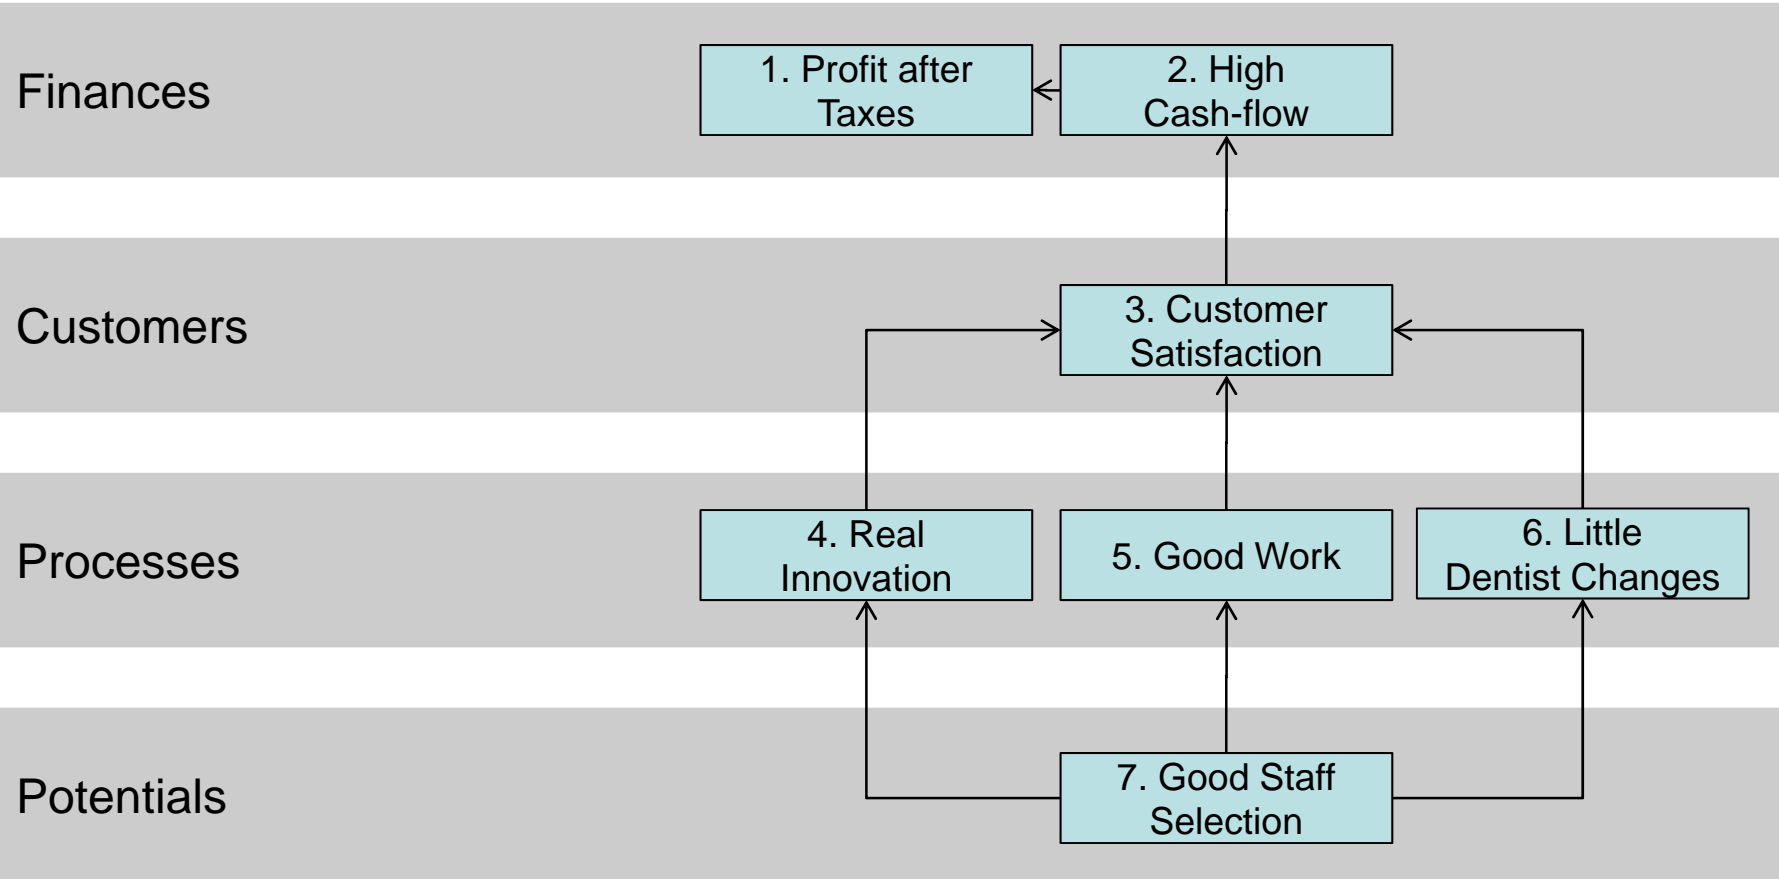 Finances
1. Profit after
Taxes
2. High
Cash-flow
Customers
3. Customer
Satisfaction
Processes
4. Real
Innovation
5. Good Work
6. Little
Dentist Changes
Potentials
7. Good Staff
Selection